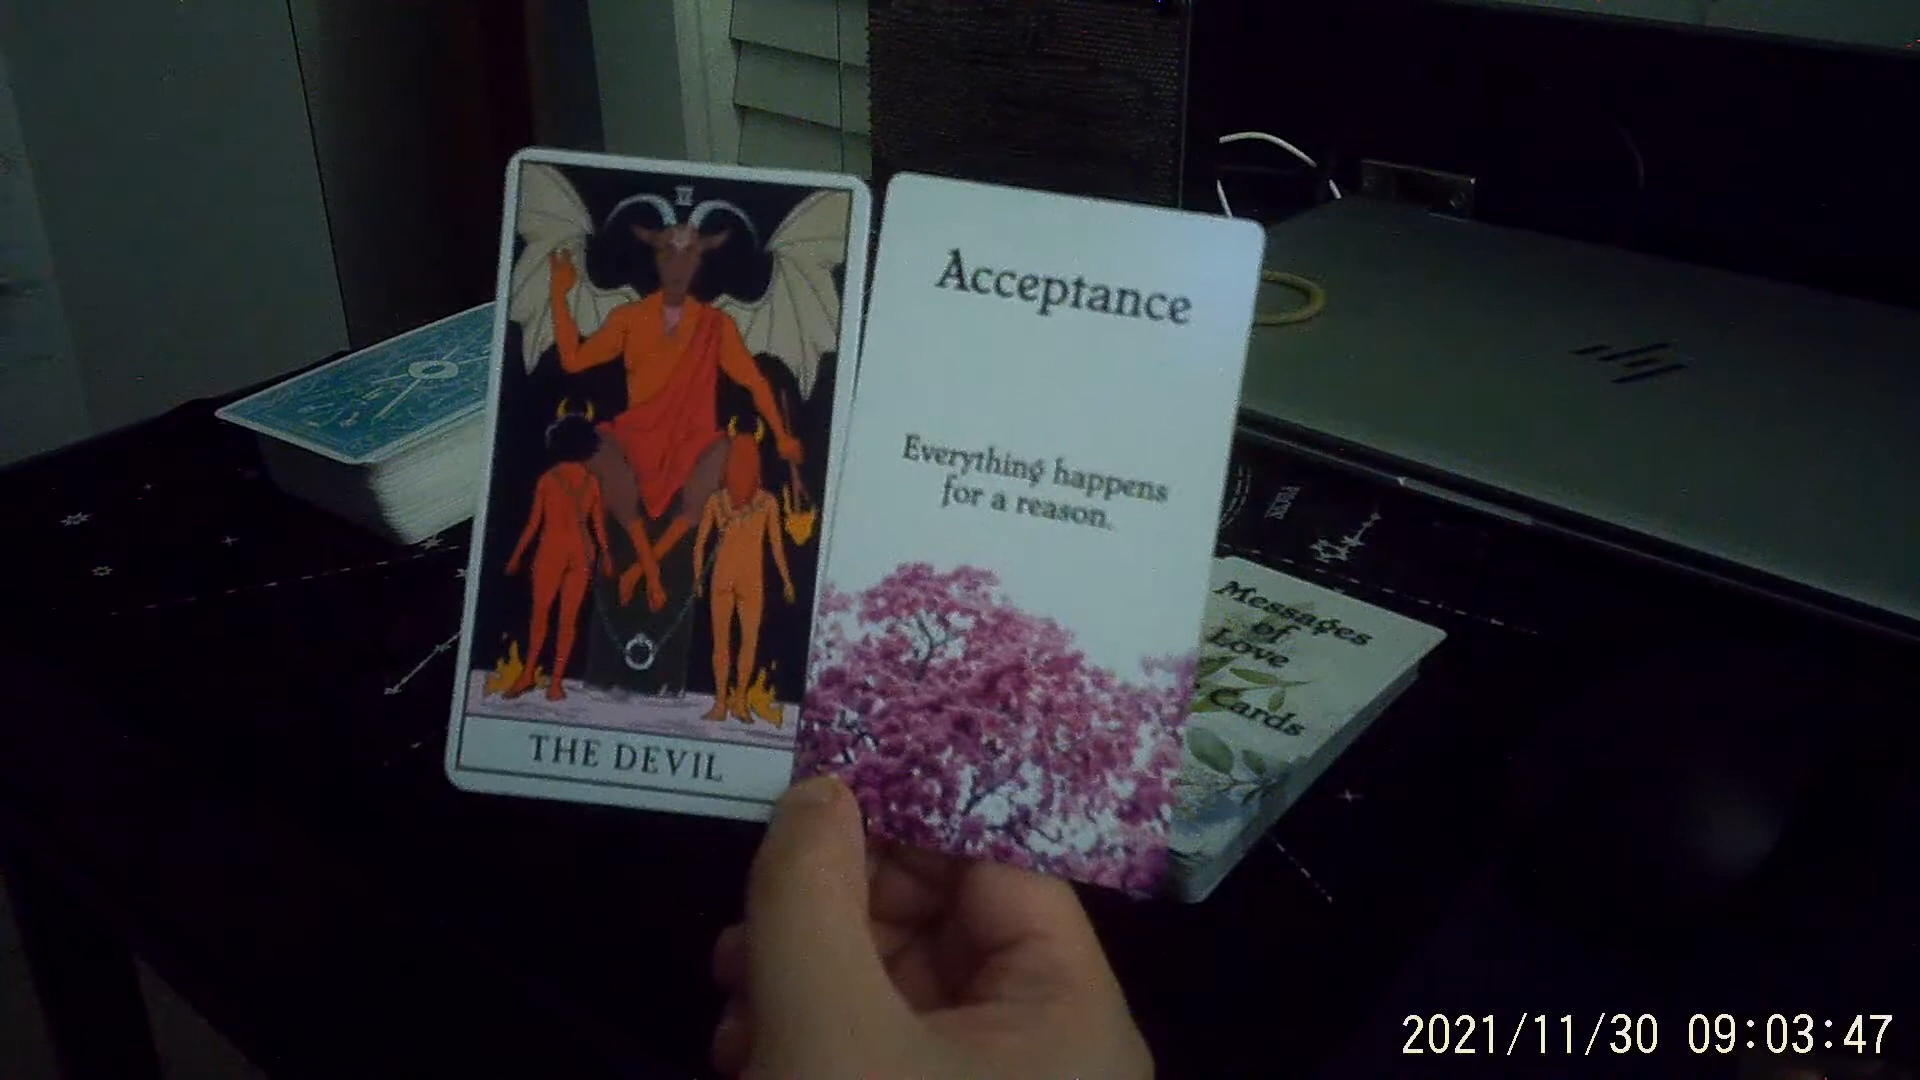 THE DEVIL
Acceptance
Everything happens
for a reason.
Messages
of
Love
Cards
2021/11/30 09:03:47